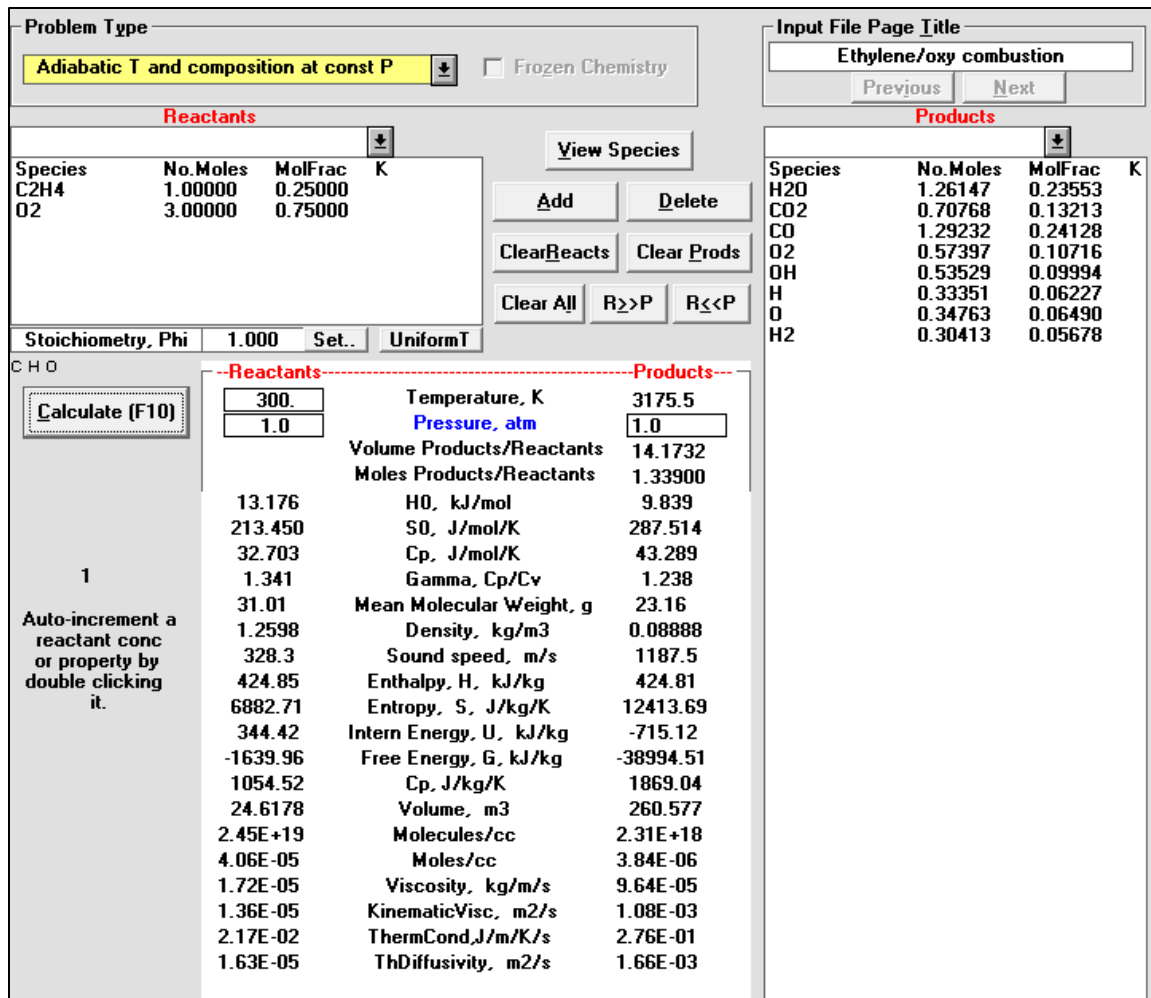 Problem Type
Adiabatic T and composition at const P
Frozen Chemistry
Input File Page Title
Ethylene/oxy combustion
Previous Next
Reactants
Species No.Moles MolFrac K
C2H4 1.00000 0.25000
O2 3.00000 0.75000
View Species
Add Delete
ClearReacts Clear Prods
Clear All R>>P R<<P
Stoichiometry, Phi 1.000 Set.. UniformT
Products
Species No.Moles MolFrac K
H2O 1.26147 0.23553
CO2 0.70768 0.13213
CO 1.29232 0.24128
O2 0.57397 0.10716
OH 0.53529 0.09994
H 0.33351 0.06227
O 0.34763 0.06490
H2 0.30413 0.05678
C H O
Calculate (F10)
1
Auto-increment a
reactant conc
or property by
double clicking
it.
--Reactants--------------------------------------------------Products---
300. Temperature, K 3175.5
1.0 Pressure, atm 1.0
Volume Products/Reactants 14.1732
Moles Products/Reactants 1.33900
13.176 H0, kJ/mol 9.839
213.450 S0, J/mol/K 287.514
32.703 Cp, J/mol/K 43.289
1.341 Gamma, Cp/Cv 1.238
31.01 Mean Molecular Weight, g 23.16
1.2598 Density, kg/m3 0.08888
328.3 Sound speed, m/s 1187.5
424.85 Enthalpy, H, kJ/kg 424.81
6882.71 Entropy, S, J/kg/K 12413.69
344.42 Intern Energy, U, kJ/kg -715.12
-1639.96 Free Energy, G, kJ/kg -38994.51
1054.52 Cp, J/kg/K 1869.04
24.6178 Volume, m3 260.577
2.45E+19 Molecules/cc 2.31E+18
4.06E-05 Moles/cc 3.84E-06
1.72E-05 Viscosity, kg/m/s 9.64E-05
1.36E-05 KinematicVisc, m2/s 1.08E-03
2.17E-02 ThermCond,J/m/K/s 2.76E-01
1.63E-05 ThDiffusivity, m2/s 1.66E-03